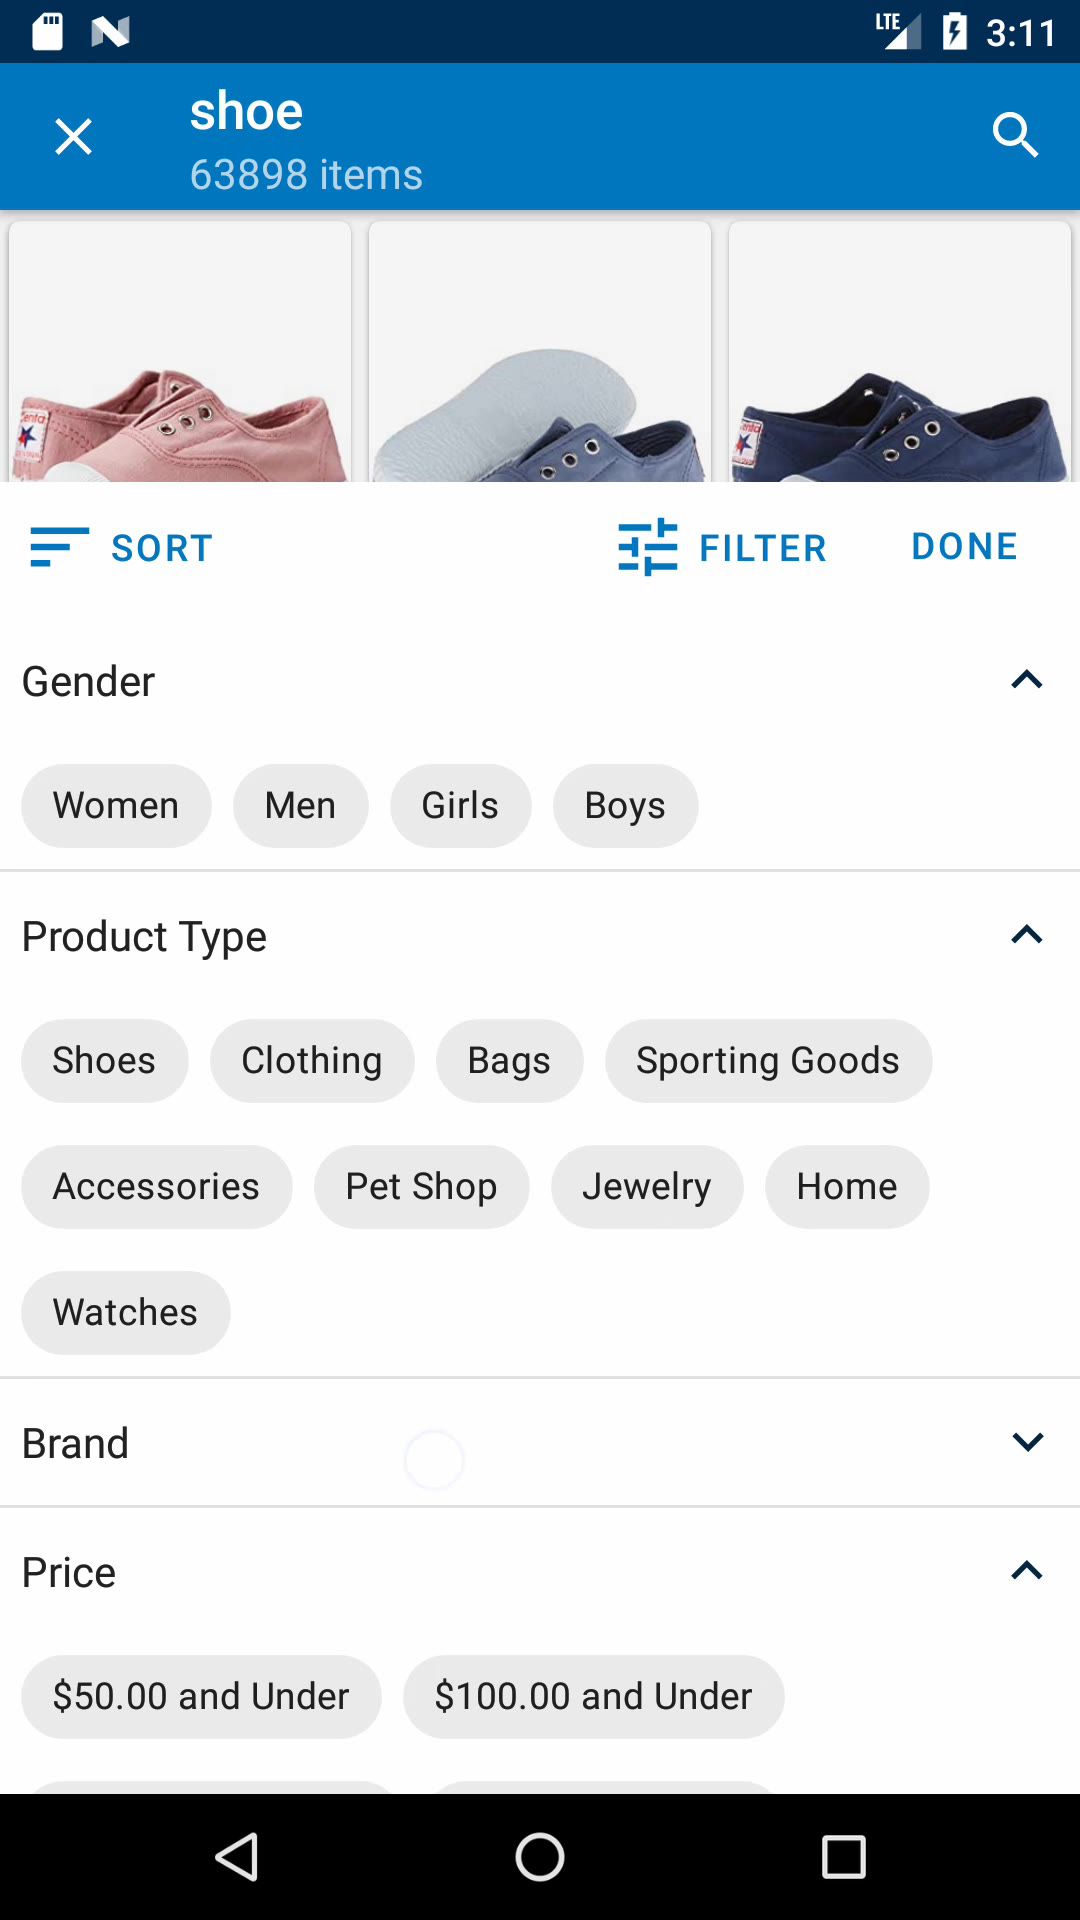 LTE 3:11
shoe
63898 items
SORT FILTER DONE
Gender
Women Men Girls Boys
Product Type
Shoes Clothing Bags Sporting Goods
Accessories Pet Shop Jewelry Home
Watches
Brand
Price
$50.00 and Under $100.00 and Under